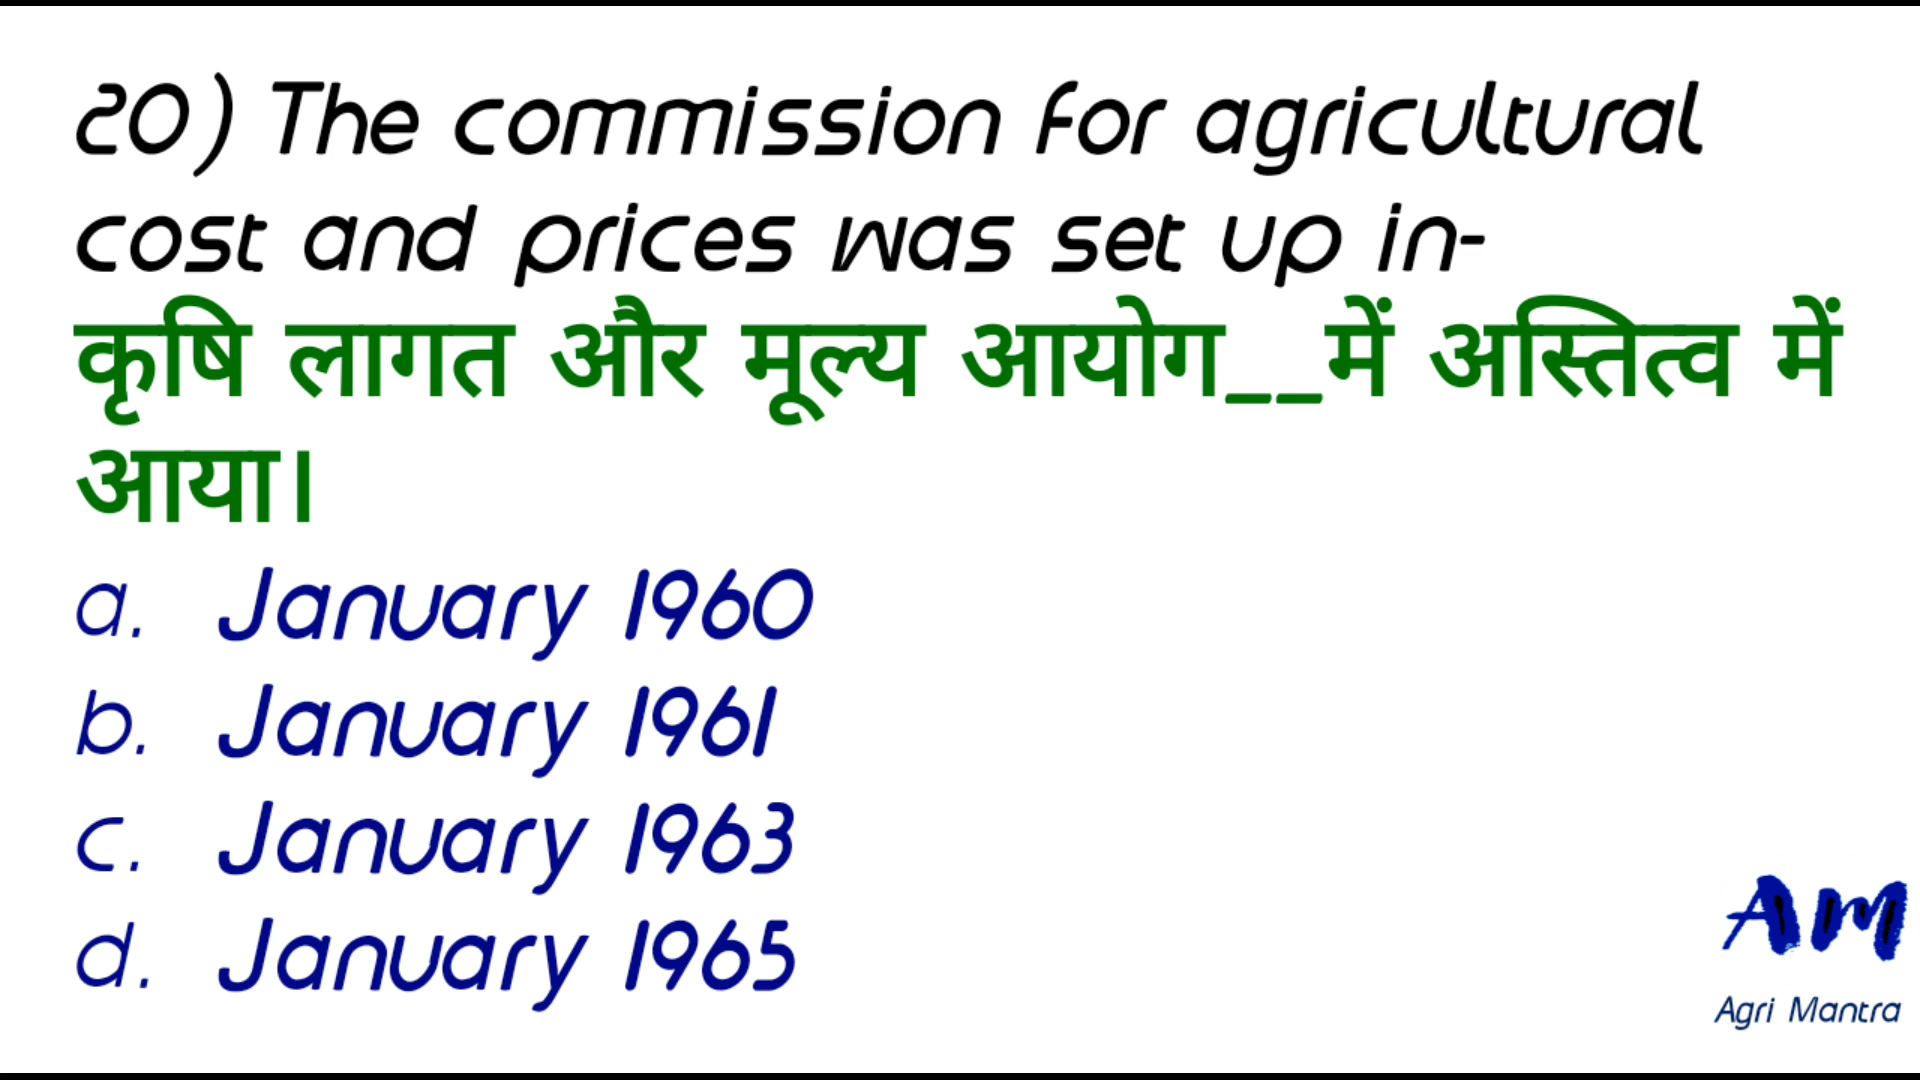 20) The commission for agricultural
cost and prices was set up in-
कृषि लागत और मूल्य आयोग__में अस्तित्व में
आया।
a. January 1960
b. January 1961
c. January 1963
d. January 1965
AM
Agri Mantra